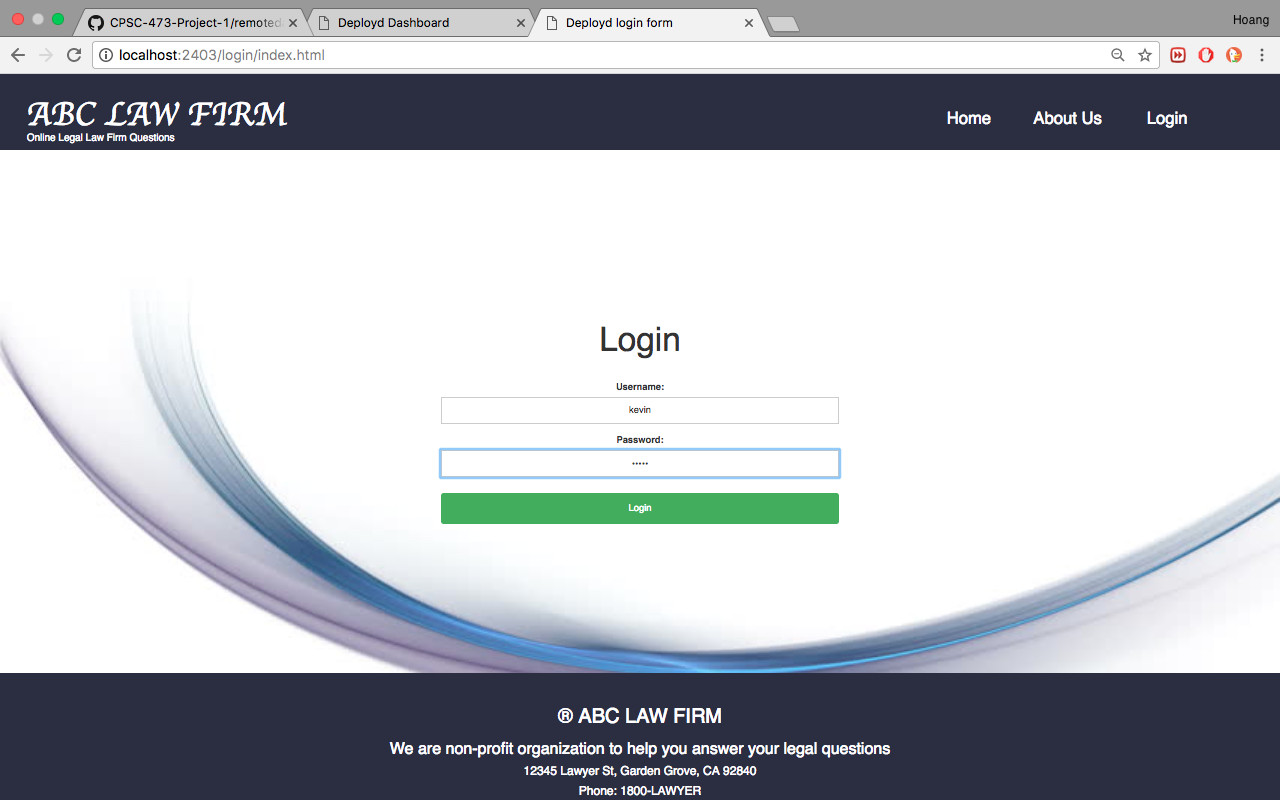 CPSC-473-Project-1/remoted
Deployd Dashboard
Deployd login form
Hoang
localhost:2403/login/index.html
ABC LAW FIRM
Online Legal Law Firm Questions
Home About Us Login
Login
Username:
kevin
Password:
•••••
Login
® ABC LAW FIRM
We are non-profit organization to help you answer your legal questions
12345 Lawyer St, Garden Grove, CA 92840
Phone: 1800-LAWYER